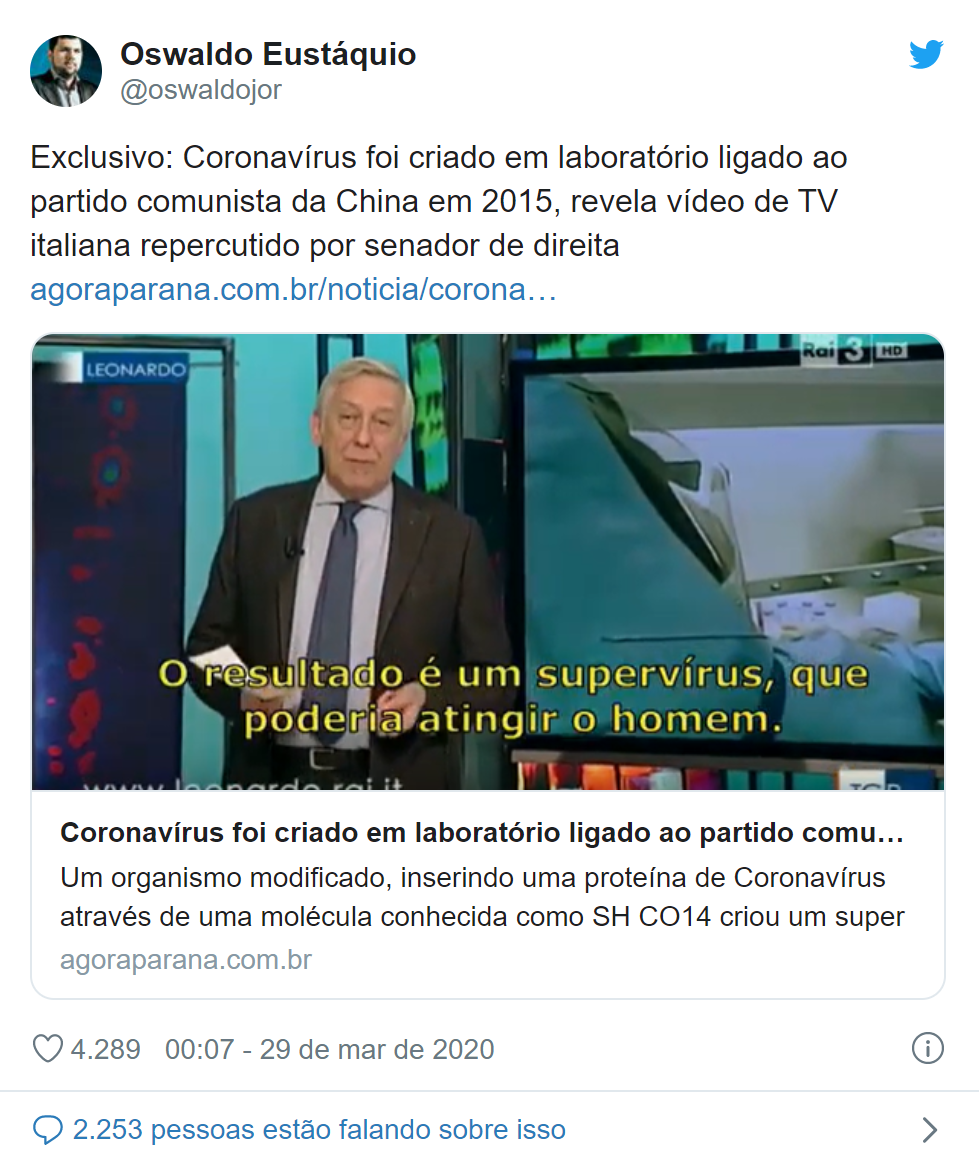 Oswaldo Eustáquio
@oswaldojor
Exclusivo: Coronavírus foi criado em laboratório ligado ao
partido comunista da China em 2015, revela vídeo de TV
italiana repercutido por senador de direita
agoraparana.com.br/noticia/corona…
LEONARDO
Rai 3 HD
O resultado é um supervírus, que
poderia atingir o homem.
www.leonardo.rai.it
TGR
Coronavírus foi criado em laboratório ligado ao partido comu…
Um organismo modificado, inserindo uma proteína de Coronavírus
através de uma molécula conhecida como SH CO14 criou um super
agoraparana.com.br
4.289 00:07 - 29 de mar de 2020
2.253 pessoas estão falando sobre isso